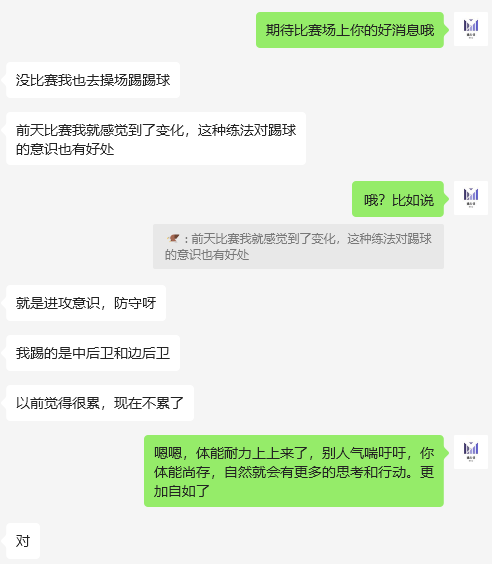 期待比赛场上你的好消息哦
没比赛我也去操场踢踢球
前天比赛我就感觉到了变化，这种练法对踢球
的意识也有好处
哦？比如说
：前天比赛我就感觉到了变化，这种练法对踢球
的意识也有好处
就是进攻意识，防守呀
我踢的是中后卫和边后卫
以前觉得很累，现在不累了
嗯嗯，体能耐力上上来了，别人气喘吁吁，你
体能尚存，自然就会有更多的思考和行动。更
加自如了
对